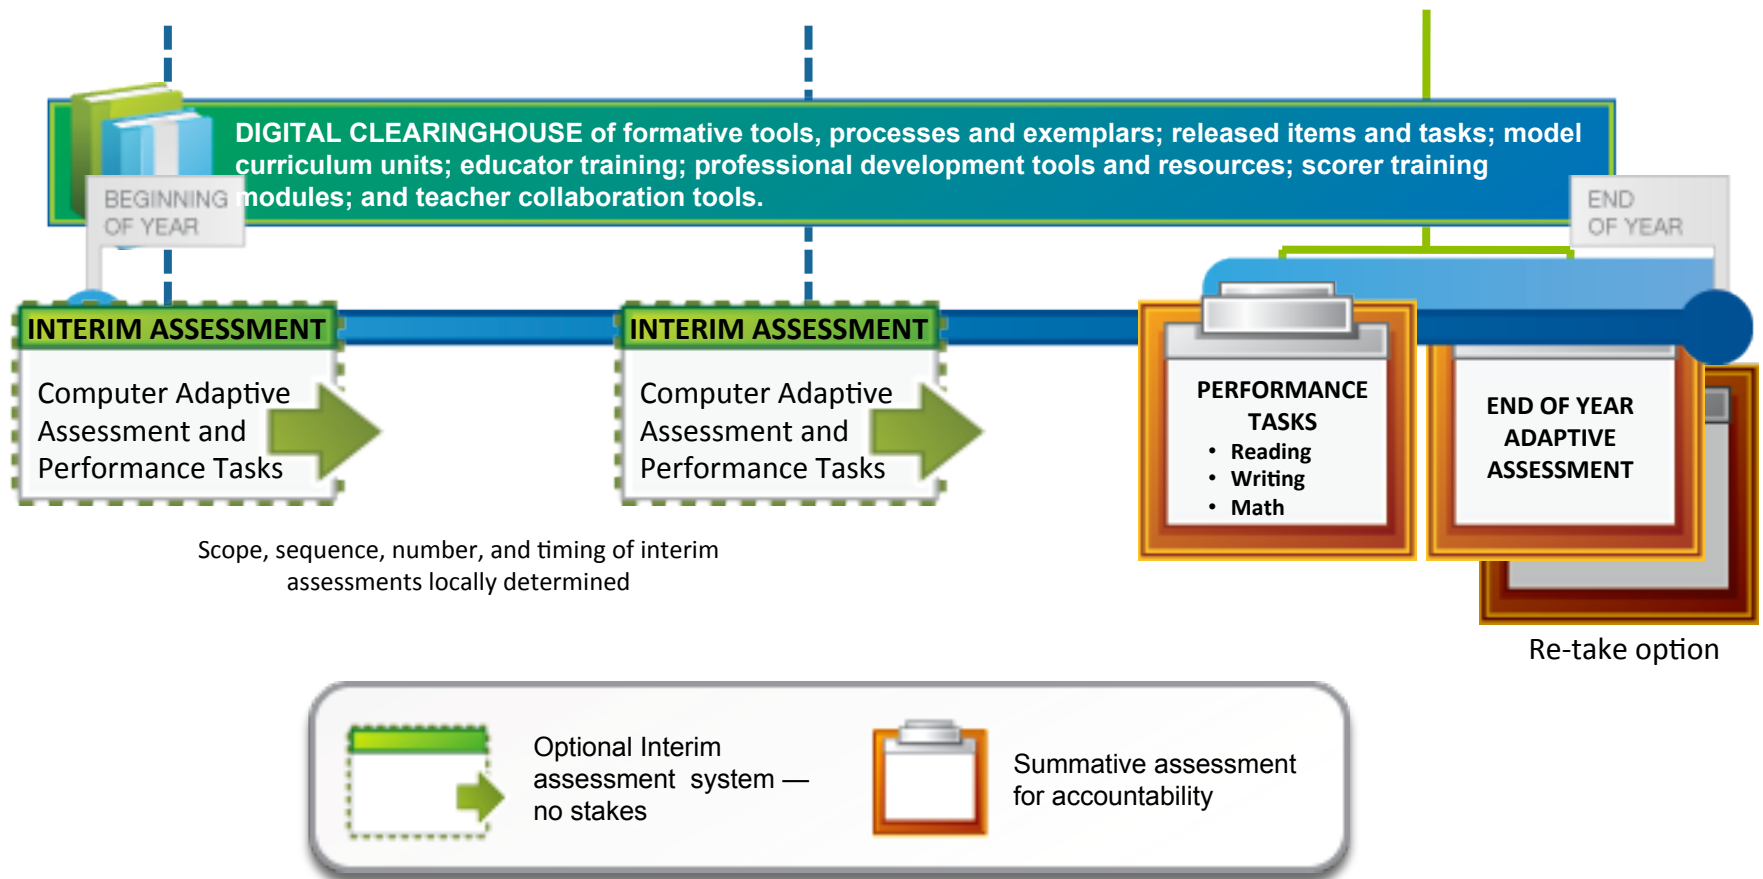 DIGITAL CLEARINGHOUSE of formative tools, processes and exemplars; released items and tasks; model
curriculum units; educator training; professional development tools and resources; scorer training
modules; and teacher collaboration tools.
BEGINNING
OF YEAR
END
OF YEAR
INTERIM ASSESSMENT
Computer Adaptive
Assessment and
Performance Tasks
INTERIM ASSESSMENT
Computer Adaptive
Assessment and
Performance Tasks
PERFORMANCE
TASKS
• Reading
• Writing
• Math
END OF YEAR
ADAPTIVE
ASSESSMENT
Scope, sequence, number, and timing of interim
assessments locally determined
Re-take option
Optional Interim
assessment system —
no stakes
Summative assessment
for accountability